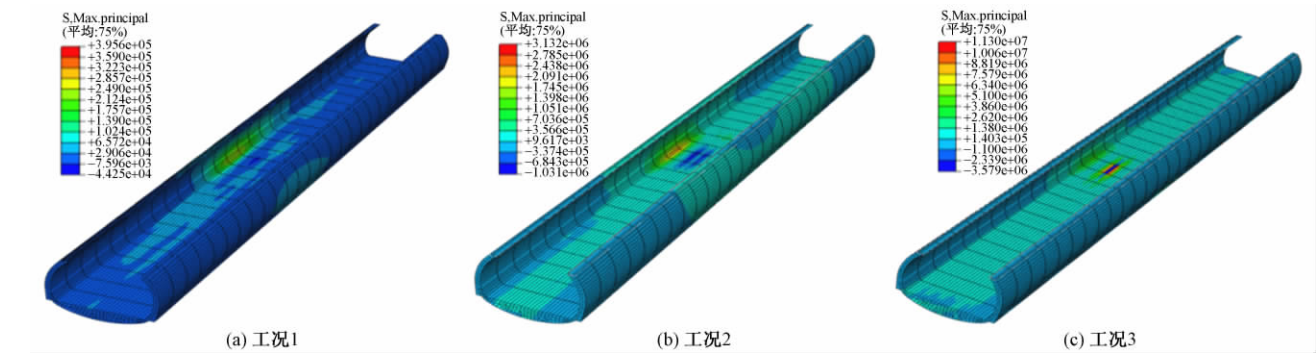 S,Max.principal
(平均:75%)
+3.956e+05
+3.590e+05
+3.223e+05
+2.857e+05
+2.490e+05
+2.124e+05
+1.757e+05
+1.390e+05
+1.024e+05
+6.572e+04
+2.906e+04
−7.596e+03
−4.425e+04
(a) 工况1
S,Max.principal
(平均:75%)
+3.132e+06
+2.785e+06
+2.438e+06
+2.091e+06
+1.745e+06
+1.398e+06
+1.051e+06
+7.036e+05
+3.566e+05
+9.617e+03
−3.374e+05
−6.843e+05
−1.031e+06
(b) 工况2
S,Max.principal
(平均:75%)
+1.130e+07
+1.006e+07
+8.819e+06
+7.579e+06
+6.340e+06
+5.100e+06
+3.860e+06
+2.620e+06
+1.380e+06
+1.403e+05
−1.100e+06
−2.339e+06
−3.579e+06
(c) 工况3